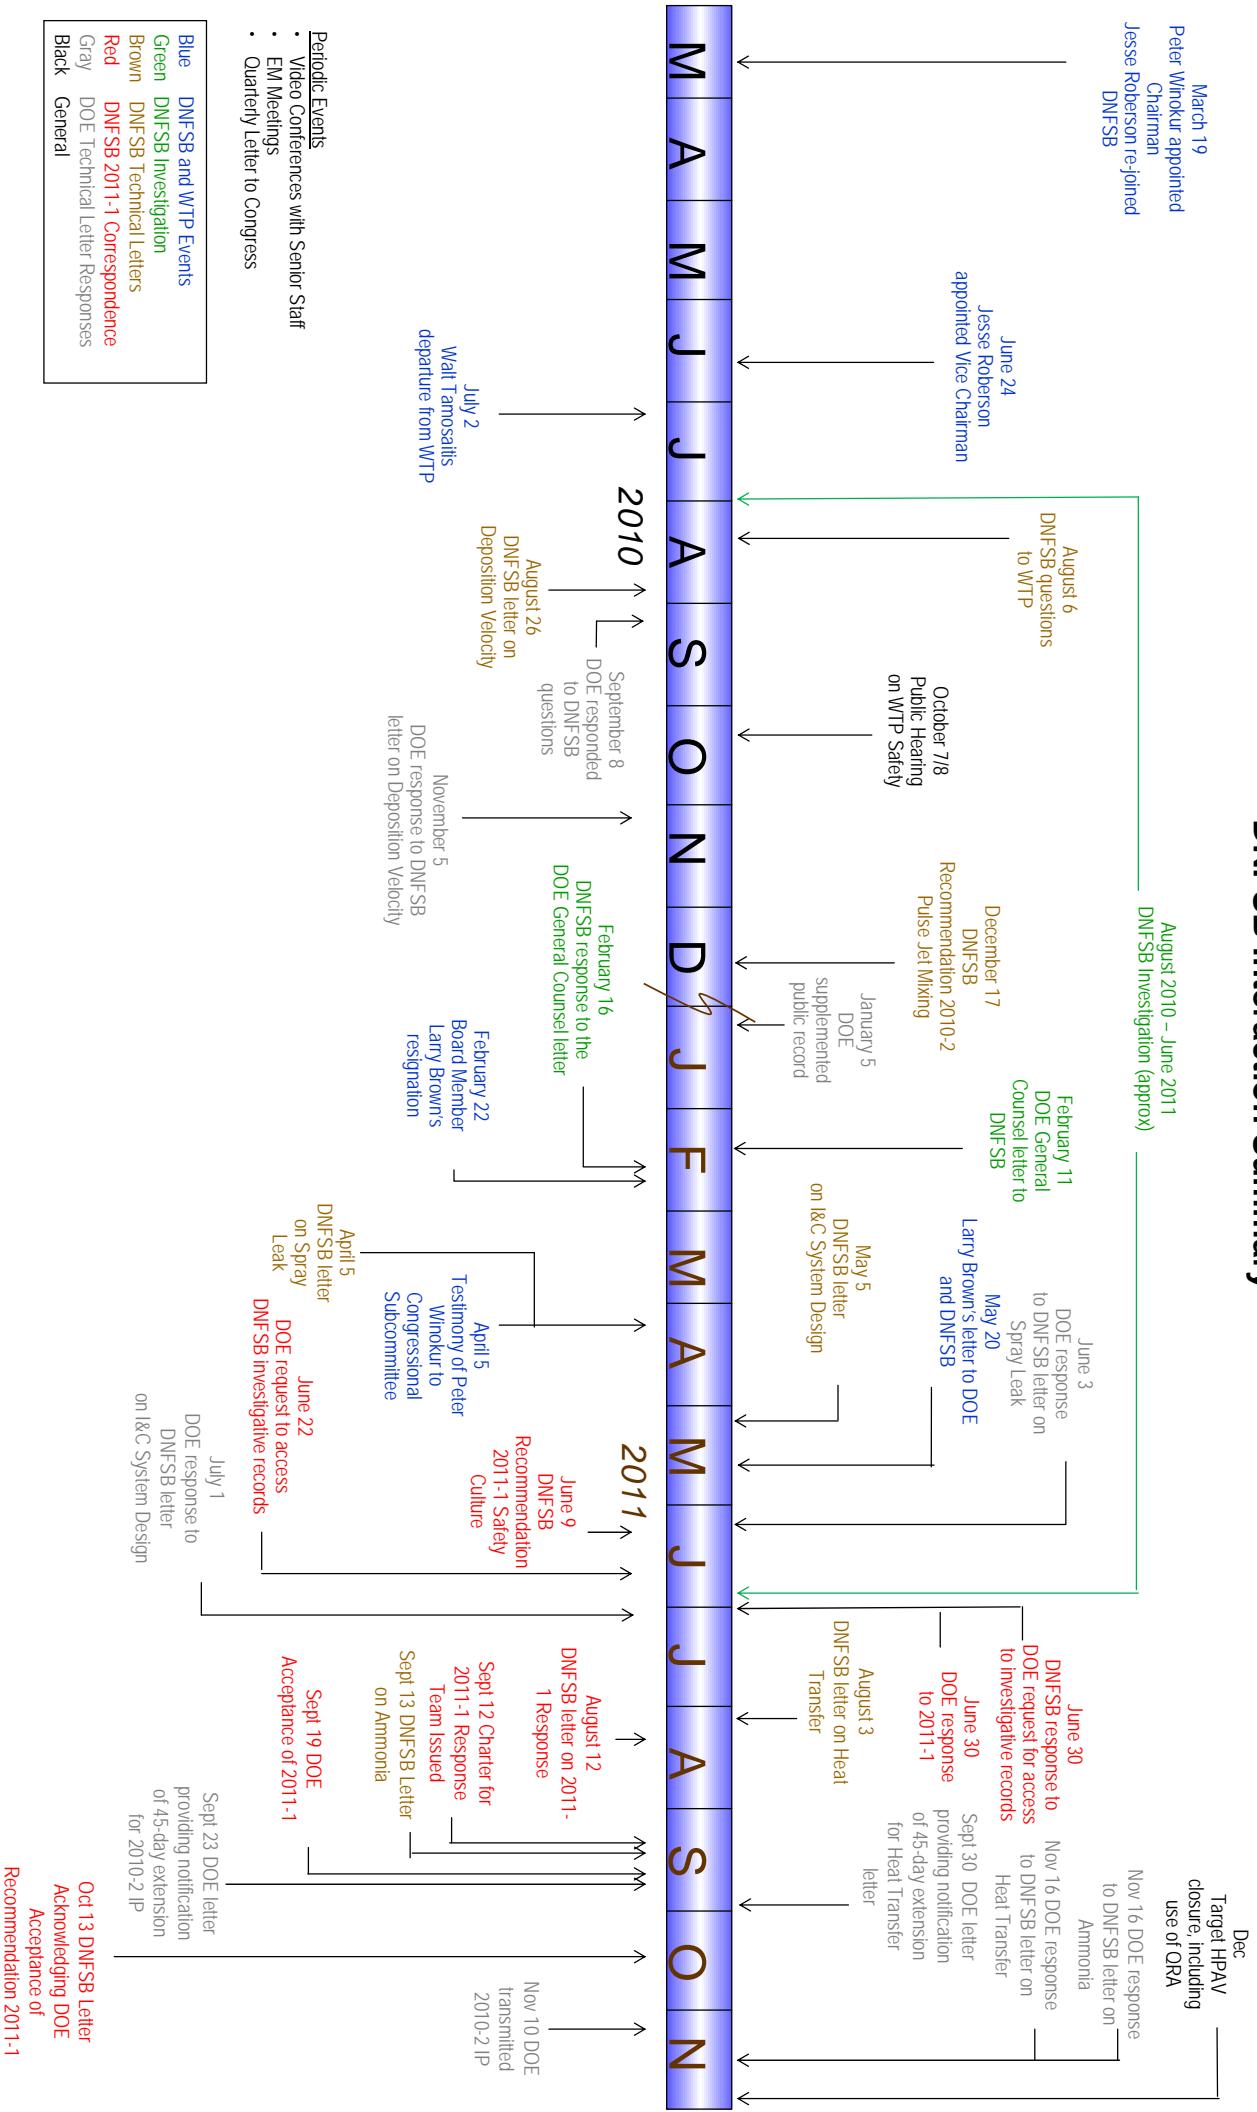 DNFSB Interaction Summary
August 2010 – June 2011
DNFSB Investigation (approx)
March 19
Peter Winokur appointed
Chairman
Jesse Roberson re-joined
DNFSB
June 24
Jesse Roberson
appointed Vice Chairman
August 6
DNFSB questions
to WTP
October 7/8
Public Hearing
on WTP Safety
December 17
DNFSB
Recommendation 2010-2
Pulse Jet Mixing
January 5
DOE
supplemented
public record
February 11
DOE General
Counsel letter to
DNFSB
May 5
DNFSB letter
on I&C System Design
May 20
Larry Brown's letter to DOE
and DNFSB
June 3
DOE response
to DNFSB letter on
Spray Leak
June 30
DNFSB response to
DOE request for access
to investigative records
June 30
DOE response
to 2011-1
August 3
DNFSB letter on Heat
Transfer
Sept 30 DOE letter
providing notification
of 45-day extension
for Heat Transfer
letter
Nov 16 DOE response
to DNFSB letter on
Heat Transfer
Nov 16 DOE response
to DNFSB letter on
Ammonia
Dec
Target HPAV
closure, including
use of QRA
M A M J J A S O N D J F M A M J J A S O N
2010
2011
July 2
Walt Tamosaitis
departure from WTP
August 26
DNFSB letter on
Deposition Velocity
September 8
DOE responded
to DNFSB
questions
November 5
DOE response to DNFSB
letter on Deposition Velocity
February 16
DNFSB response to the
DOE General Counsel letter
February 22
Board Member
Larry Brown's
resignation
April 5
DNFSB letter
on Spray
Leak
April 5
Testimony of Peter
Winokur to
Congressional
Subcommittee
June 9
DNFSB
Recommendation
2011-1 Safety
Culture
June 22
DOE request to access
DNFSB investigative records
July 1
DOE response to
DNFSB letter
on I&C System Design
August 12
DNFSB letter on 2011-
1 Response
Sept 12 Charter for
2011-1 Response
Team Issued
Sept 13 DNFSB Letter
on Ammonia
Sept 19 DOE
Acceptance of 2011-1
Sept 23 DOE letter
providing notification
of 45-day extension
for 2010-2 IP
Oct 13 DNFSB Letter
Acknowledging DOE
Acceptance of
Recommendation 2011-1
Nov 10 DOE
transmitted
2010-2 IP
Periodic Events
• Video Conferences with Senior Staff
• EM Meetings
• Quarterly Letter to Congress
Blue DNFSB and WTP Events
Green DNFSB Investigation
Brown DNFSB Technical Letters
Red DNFSB 2011-1 Correspondence
Gray DOE Technical Letter Responses
Black General